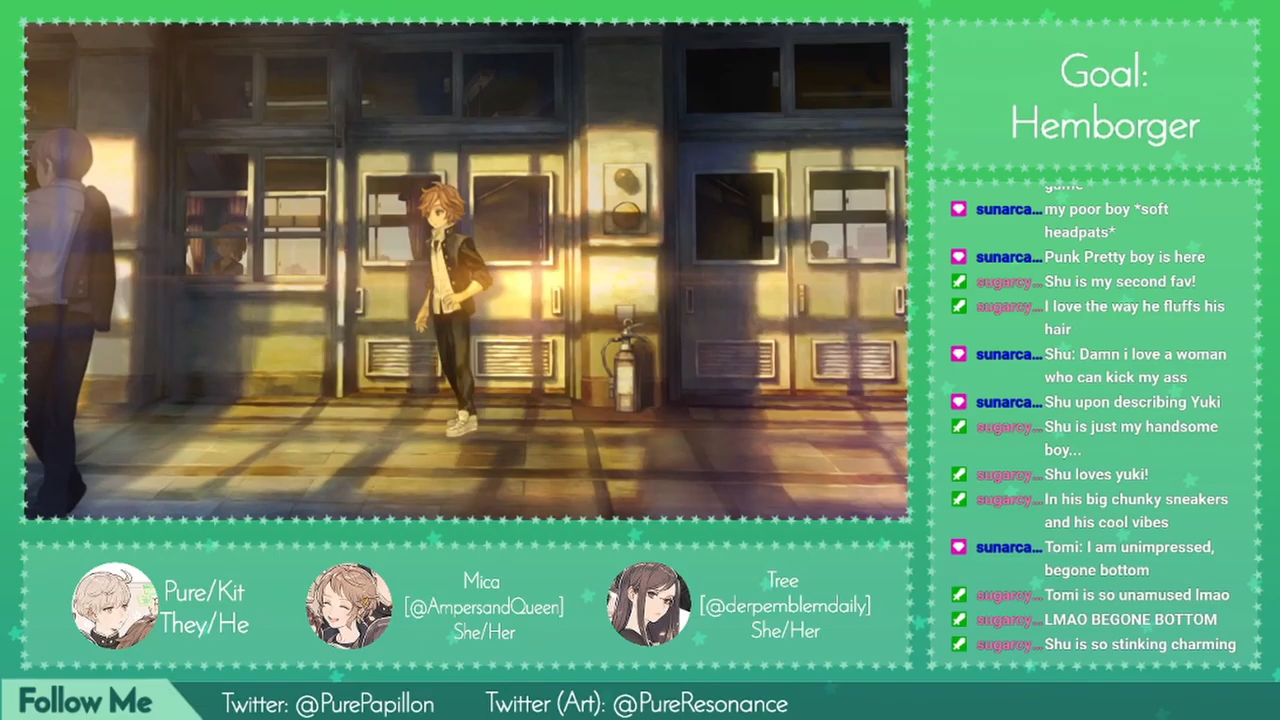 Goal:
Hemborger
game
sunarca... my poor boy *soft
headpats*
sunarca... Punk Pretty boy is here
sugarcy... Shu is my second fav!
sugarcy... I love the way he fluffs his
hair
sunarca... Shu: Damn i love a woman
who can kick my ass
sunarca... Shu upon describing Yuki
sugarcy... Shu is just my handsome
boy...
sugarcy... Shu loves yuki!
sugarcy... In his big chunky sneakers
and his cool vibes
sunarca... Tomi: I am unimpressed,
begone bottom
sugarcy... Tomi is so unamused lmao
sugarcy... LMAO BEGONE BOTTOM
sugarcy... Shu is so stinking charming
Pure/Kit
They/He
Mica
[@AmpersandQueen]
She/Her
Tree
[@derpemblemdaily]
She/Her
Follow Me
Twitter: @PurePapillon
Twitter (Art): @PureResonance